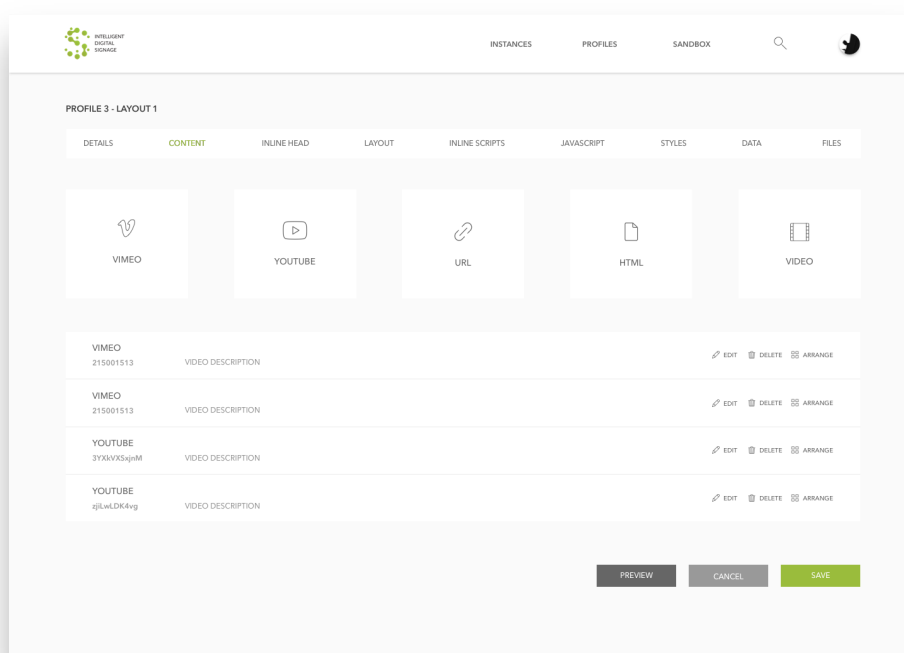 INTELLIGENT
DIGITAL
SIGNAGE
INSTANCES PROFILES SANDBOX
PROFILE 3 - LAYOUT 1
DETAILS CONTENT INLINE HEAD LAYOUT INLINE SCRIPTS JAVASCRIPT STYLES DATA FILES
VIMEO YOUTUBE URL HTML VIDEO
VIMEO
215001513 VIDEO DESCRIPTION EDIT DELETE ARRANGE
VIMEO
215001513 VIDEO DESCRIPTION EDIT DELETE ARRANGE
YOUTUBE
3YXkVX5xjnM VIDEO DESCRIPTION EDIT DELETE ARRANGE
YOUTUBE
zjiLwLDK4vg VIDEO DESCRIPTION EDIT DELETE ARRANGE
PREVIEW CANCEL SAVE